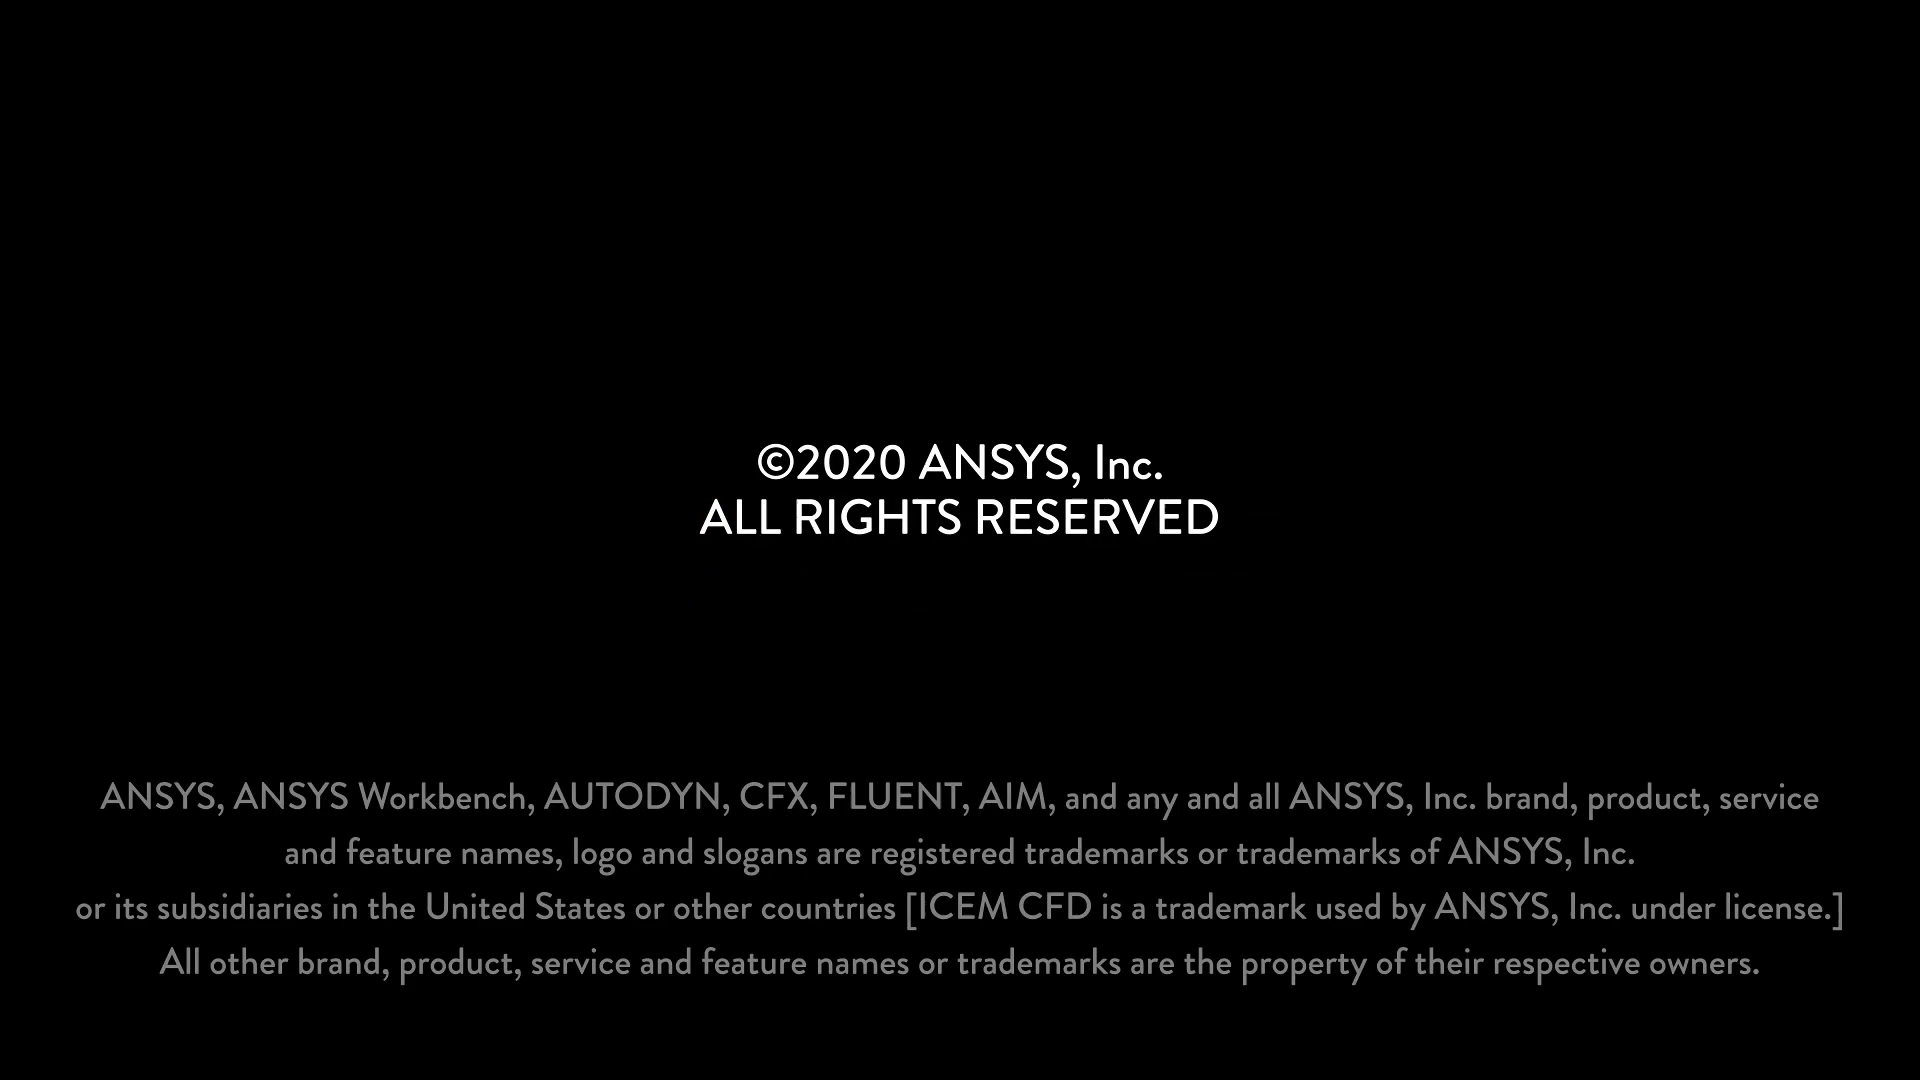 ©2020 ANSYS, Inc.
ALL RIGHTS RESERVED
ANSYS, ANSYS Workbench, AUTODYN, CFX, FLUENT, AIM, and any and all ANSYS, Inc. brand, product, service
and feature names, logo and slogans are registered trademarks or trademarks of ANSYS, Inc.
or its subsidiaries in the United States or other countries [ICEM CFD is a trademark used by ANSYS, Inc. under license.]
All other brand, product, service and feature names or trademarks are the property of their respective owners.